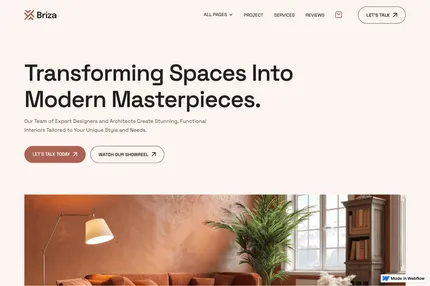 Briza
ALL PAGES
PROJECT
SERVICES
REVIEWS
LET'S TALK
Transforming Spaces Into
Modern Masterpieces.
Our Team of Expert Designers and Architects Create Stunning, Functional
Interiors Tailored to Your Unique Style and Needs.
LET'S TALK TODAY
WATCH OUR SHOWREEL
Made in Webflow